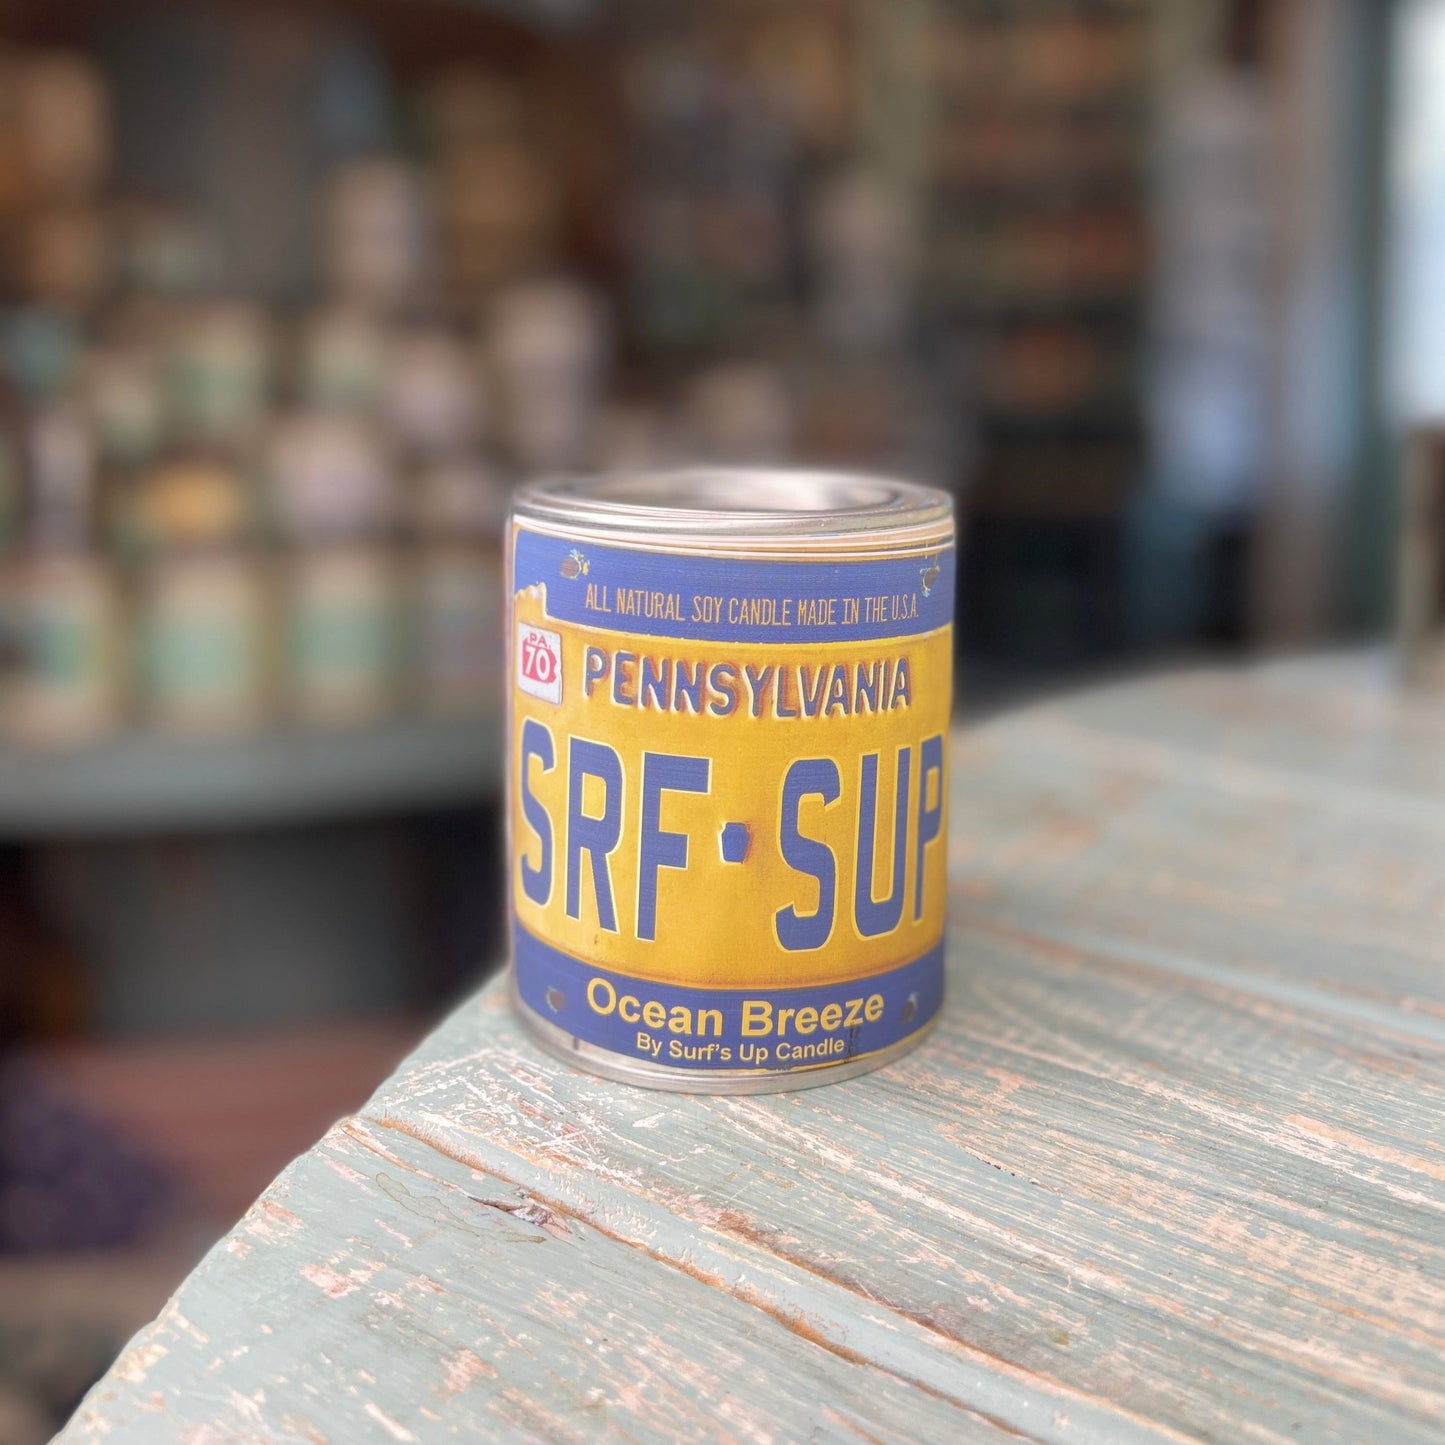 ALL NATURAL SOY CANDLE MADE IN THE U.S.A.
PA.
70
PENNSYLVANIA
SRF·SUP
Ocean Breeze
By Surf's Up Candle